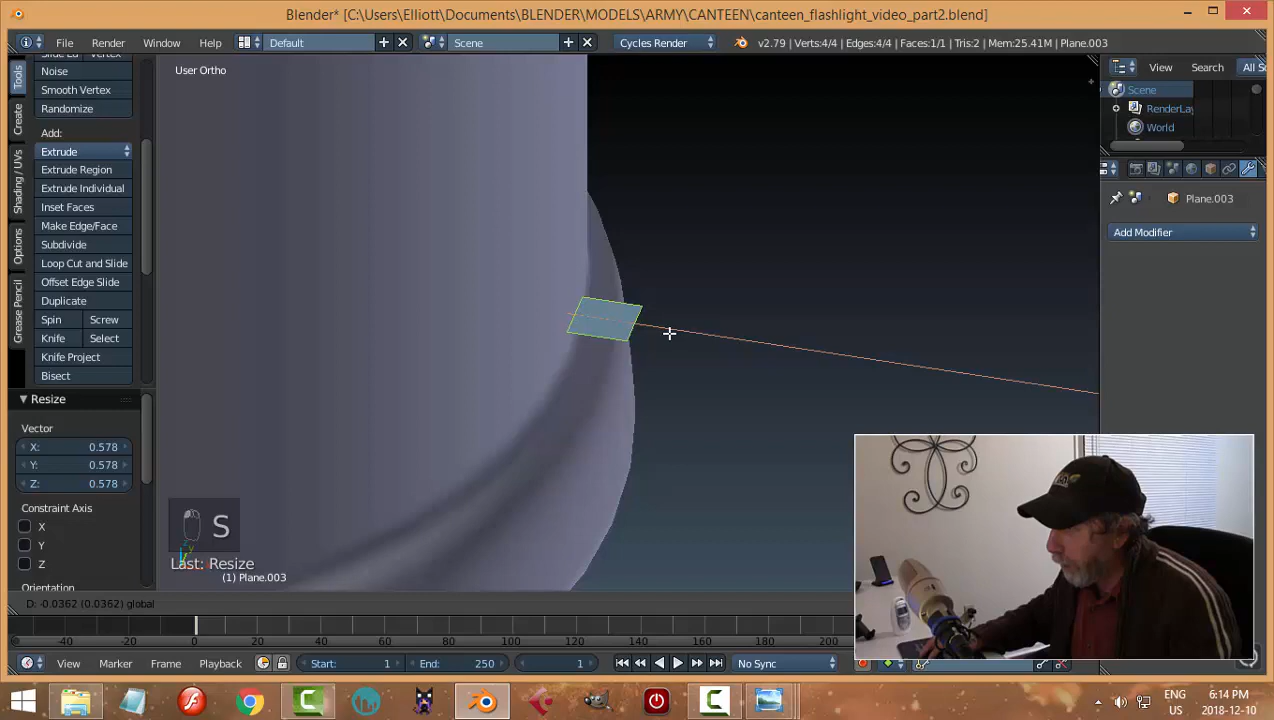 Blender* [C:\Users\Elliott\Documents\BLENDER\MODELS\ARMY\CANTEEN\canteen_flashlight_video_part2.blend]
File Render Window Help Default Scene Cycles Render v2.79 | Verts:4/4 | Edges:4/4 | Faces:1/1 | Tris:2 | Mem:25.41M | Plane.003
User Ortho
View Search All Sc
Scene
RenderLay
World
Plane.003
Add Modifier
Tools
Create
Shading / UVs
Options
Grease Pencil
Vertex
Noise
Smooth Vertex
Randomize
Add:
Extrude
Extrude Region
Extrude Individual
Inset Faces
Make Edge/Face
Subdivide
Loop Cut and Slide
Offset Edge Slide
Duplicate
Spin Screw
Knife Select
Knife Project
Bisect
Resize
Vector
X: 0.578
Y: 0.578
Z: 0.578
Constraint Axis
X
Y
Z
Orientation
S
Last: Resize
(1) Plane.003
D: -0.0362 (0.0362) global
-40 -20 0 20 40 60 80 100 120 140 160 180 200
View Marker Frame Playback Start: 1 End: 250 1 No Sync
ENG
US
6:14 PM
2018-12-10